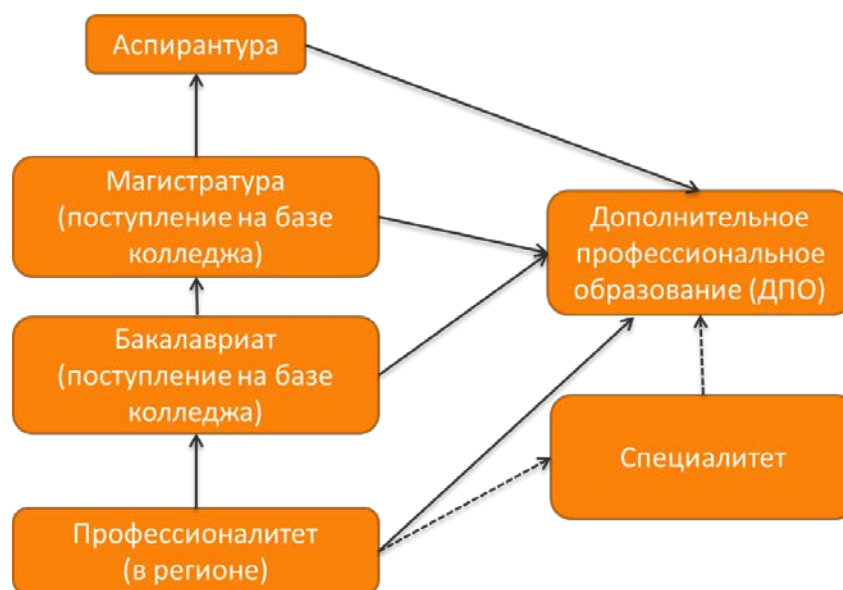 Аспирантура
Магистратура
(поступление на базе
колледжа)
Дополнительное
профессиональное
образование (ДПО)
Бакалавриат
(поступление на базе
колледжа)
Специалитет
Профессионалитет
(в регионе)